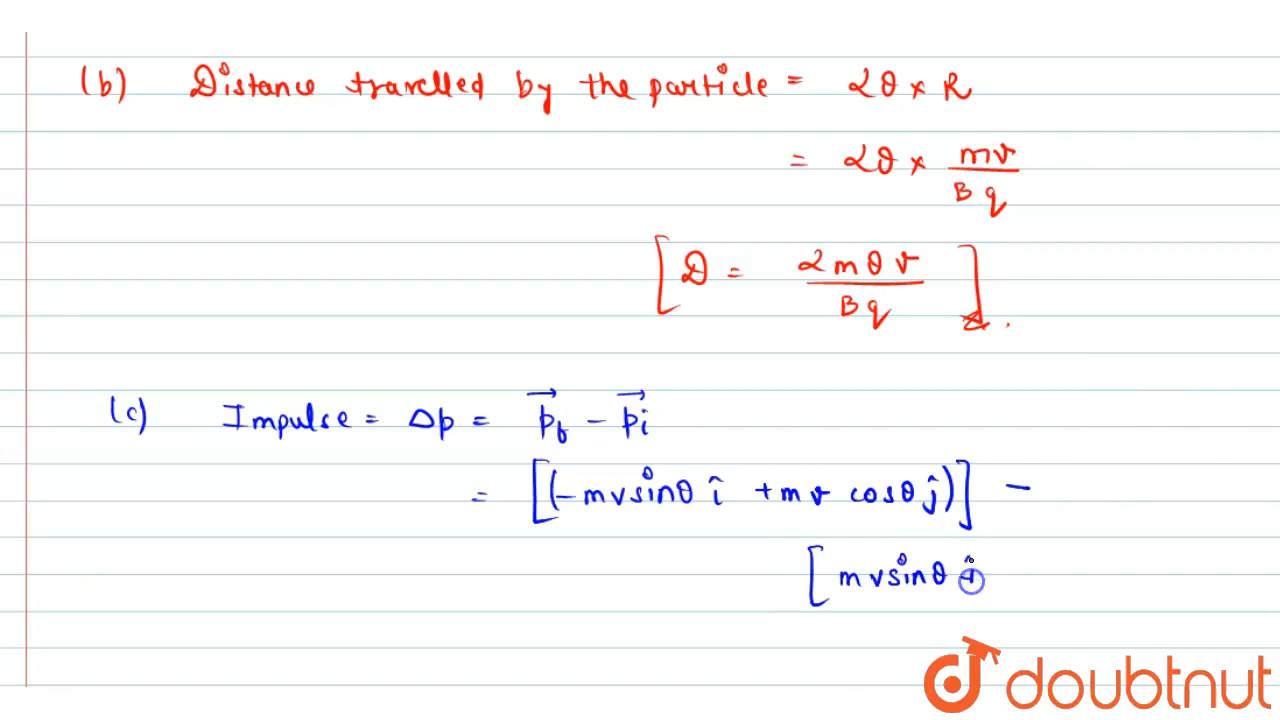 (b) Distance travelled by the particle = 2θ × R
= 2θ × mv/Bq
[D = 2mθv/Bq].
(c) Impulse = Δp = p⃗f − p⃗i
= [(−mvsinθ î + mv cosθ ĵ)] −
[mvsinθ î
doubtnut